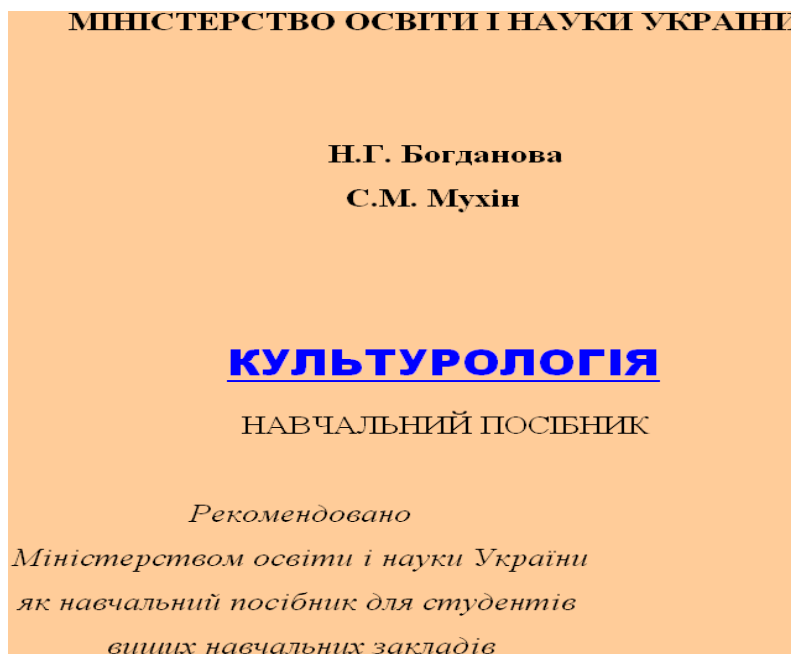 МІНІСТЕРСТВО ОСВІТИ І НАУКИ УКРАЇНИ
Н.Г. Богданова
С.М. Мухін
КУЛЬТУРОЛОГІЯ
НАВЧАЛЬНИЙ ПОСІБНИК
Рекомендовано
Міністерством освіти і науки України
як навчальний посібник для студентів
вищих навчальних закладів